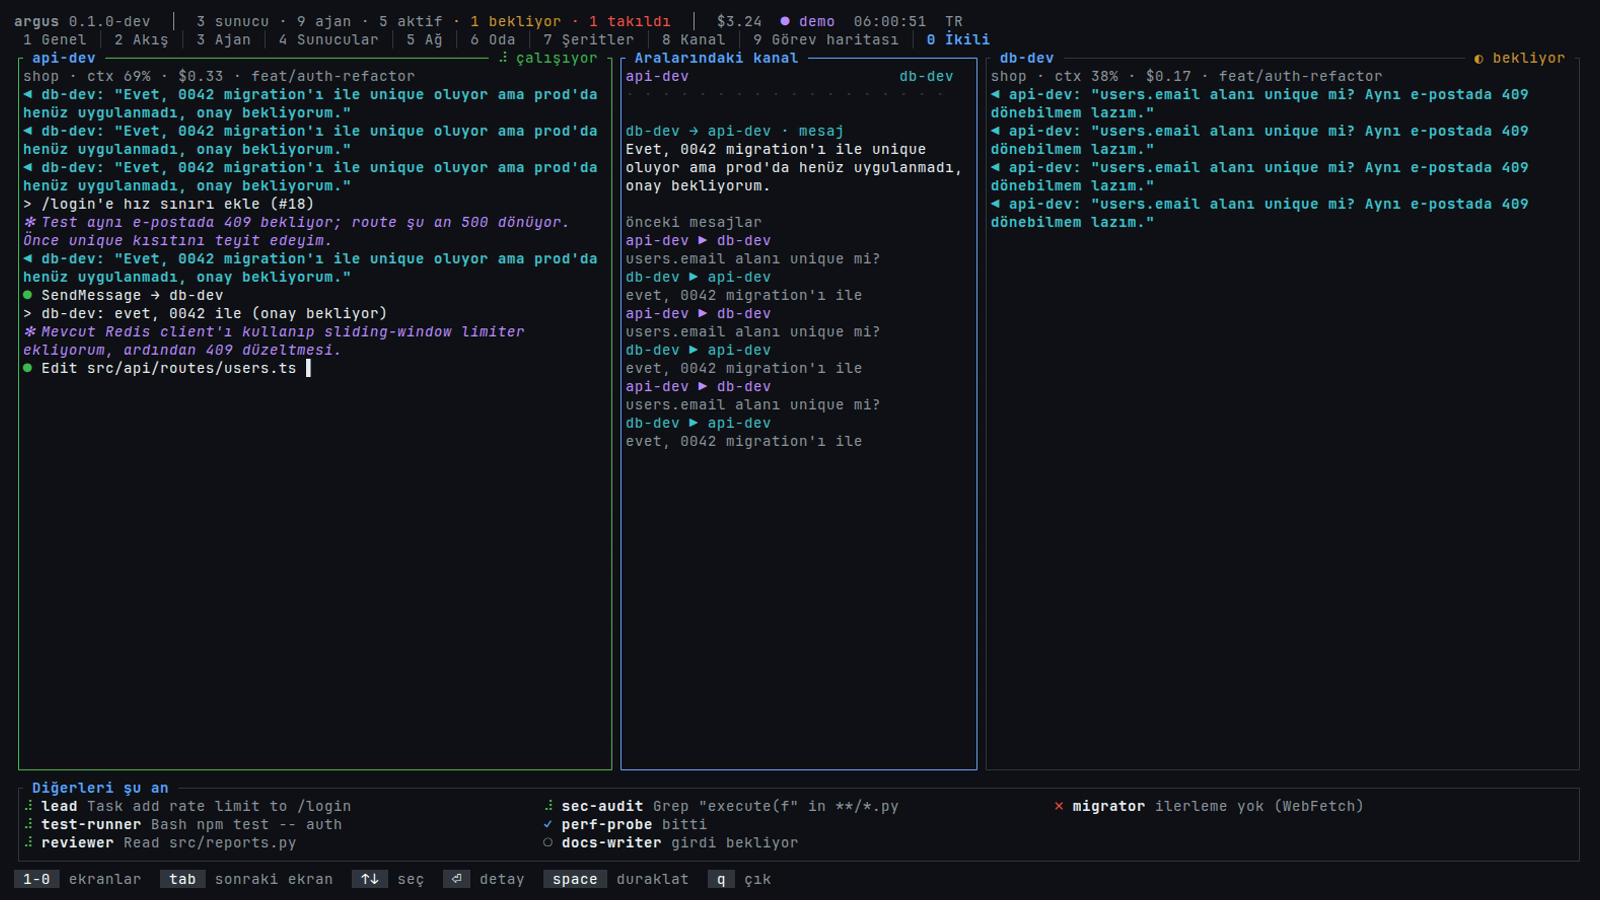 argus 0.1.0-dev │ 3 sunucu · 9 ajan · 5 aktif · 1 bekliyor · 1 takıldı │ $3.24 ● demo 06:00:51 TR
1 Genel │ 2 Akış │ 3 Ajan │ 4 Sunucular │ 5 Ağ │ 6 Oda │ 7 Şeritler │ 8 Kanal │ 9 Görev haritası │ 0 İkili
api-dev ⠼ çalışıyor
shop · ctx 69% · $0.33 · feat/auth-refactor
◄ db-dev: "Evet, 0042 migration'ı ile unique oluyor ama prod'da
henüz uygulanmadı, onay bekliyorum."
◄ db-dev: "Evet, 0042 migration'ı ile unique oluyor ama prod'da
henüz uygulanmadı, onay bekliyorum."
◄ db-dev: "Evet, 0042 migration'ı ile unique oluyor ama prod'da
henüz uygulanmadı, onay bekliyorum."
> /login'e hız sınırı ekle (#18)
✻ Test aynı e-postada 409 bekliyor; route şu an 500 dönüyor.
Önce unique kısıtını teyit edeyim.
◄ db-dev: "Evet, 0042 migration'ı ile unique oluyor ama prod'da
henüz uygulanmadı, onay bekliyorum."
● SendMessage → db-dev
> db-dev: evet, 0042 ile (onay bekliyor)
✻ Mevcut Redis client'ı kullanıp sliding-window limiter
ekliyorum, ardından 409 düzeltmesi.
● Edit src/api/routes/users.ts
Aralarındaki kanal
api-dev db-dev
db-dev → api-dev · mesaj
Evet, 0042 migration'ı ile unique
oluyor ama prod'da henüz uygulanmadı,
onay bekliyorum.
önceki mesajlar
api-dev ► db-dev
users.email alanı unique mi?
db-dev ► api-dev
evet, 0042 migration'ı ile
api-dev ► db-dev
users.email alanı unique mi?
db-dev ► api-dev
evet, 0042 migration'ı ile
api-dev ► db-dev
users.email alanı unique mi?
db-dev ► api-dev
evet, 0042 migration'ı ile
db-dev ◐ bekliyor
shop · ctx 38% · $0.17 · feat/auth-refactor
◄ api-dev: "users.email alanı unique mi? Aynı e-postada 409
dönebilmem lazım."
◄ api-dev: "users.email alanı unique mi? Aynı e-postada 409
dönebilmem lazım."
◄ api-dev: "users.email alanı unique mi? Aynı e-postada 409
dönebilmem lazım."
◄ api-dev: "users.email alanı unique mi? Aynı e-postada 409
dönebilmem lazım."
Diğerleri şu an
⠼ lead Task add rate limit to /login
⠼ test-runner Bash npm test -- auth
⠼ reviewer Read src/reports.py
⠼ sec-audit Grep "execute(f" in **/*.py
✓ perf-probe bitti
○ docs-writer girdi bekliyor
✕ migrator ilerleme yok (WebFetch)
1-0 ekranlar tab sonraki ekran ↑↓ seç ⏎ detay space duraklat q çık